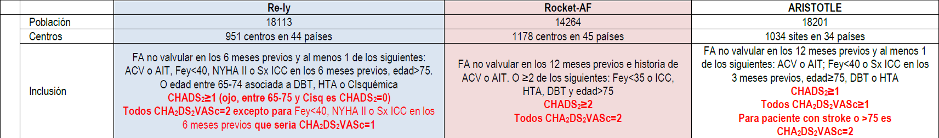 Re-ly Rocket-AF ARISTOTLE
Población 18113 14264 18201
Centros 951 centros en 44 países 1178 centros en 45 países 1034 sites en 34 países
Inclusión
FA no valvular en los 6 meses previos y al menos 1 de los siguientes:
ACV o AIT, Fey<40, NYHA II o Sx ICC en los 6 meses previos, edad>75.
O edad entre 65-74 asociada a DBT, HTA o CIsquémica
CHADS₂≥1 (ojo, entre 65-75 y CIsq es CHADS₂=0)
Todos CHA₂DS₂VASc=2 excepto para Fey<40, NYHA II o Sx ICC en los
6 meses previos que seria CHA₂DS₂VASc=1
FA no valvular en los 12 meses previos e historia de
ACV o AIT. O ≥2 de los siguientes: Fey<35 o ICC,
HTA, DBT y edad>75
CHADS₂≥2
Todos CHA₂DS₂VASc=2
FA no valvular en los 12 meses previos y al menos 1
de los siguientes: ACV o AIT; Fey<40 o Sx ICC en los
3 meses previos, edad≥75, DBT o HTA
CHADS₂≥1
Todos CHA₂DS₂VASc≥1
Para paciente con stroke o >75 es
CHA₂DS₂VASc=2